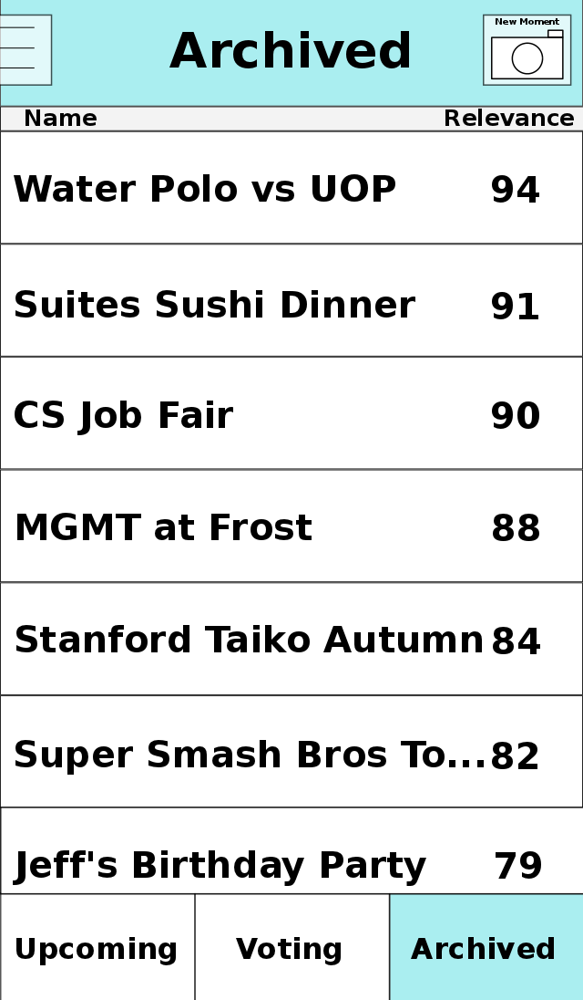 New Moment
Archived
Name Relevance
Water Polo vs UOP 94
Suites Sushi Dinner 91
CS Job Fair 90
MGMT at Frost 88
Stanford Taiko Autumn 84
Super Smash Bros To... 82
Jeff's Birthday Party 79
Upcoming Voting Archived